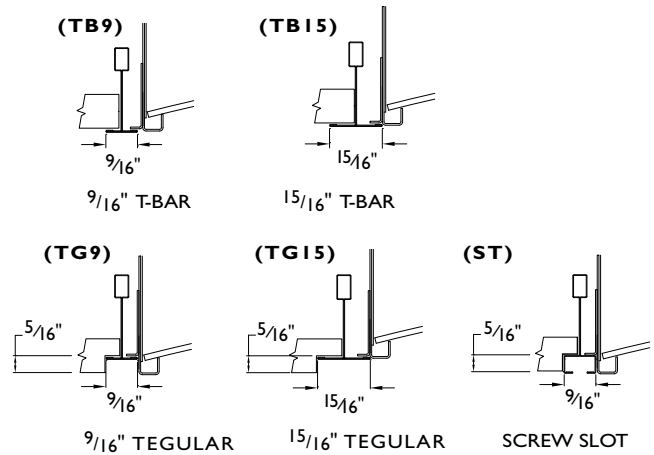 (TB9) (TB15)
9/16" 15/16"
9/16" T-BAR 15/16" T-BAR
(TG9) (TG15) (ST)
5/16" 5/16" 5/16"
9/16" 15/16" 9/16"
9/16" TEGULAR 15/16" TEGULAR SCREW SLOT